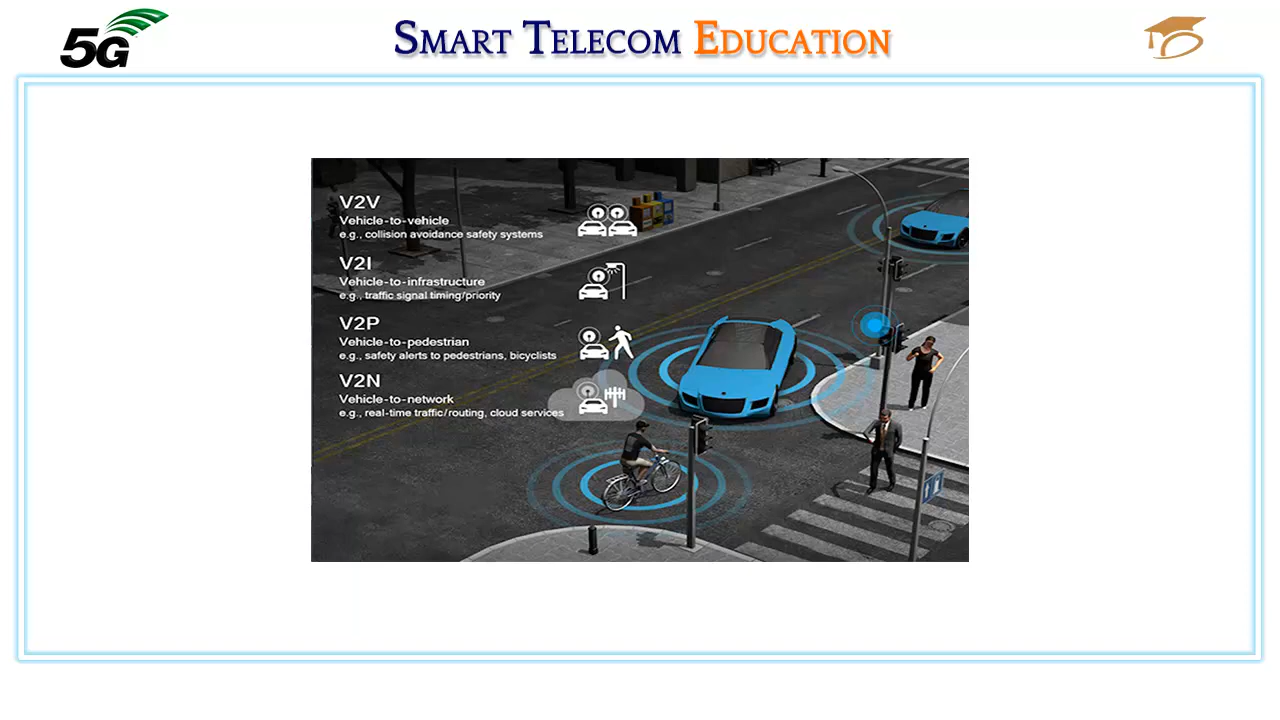 5G
SMART TELECOM EDUCATION
V2V
Vehicle-to-vehicle
e.g., collision avoidance safety systems
V2I
Vehicle-to-infrastructure
e.g., traffic signal timing/priority
V2P
Vehicle-to-pedestrian
e.g., safety alerts to pedestrians, bicyclists
V2N
Vehicle-to-network
e.g., real-time traffic/routing, cloud services